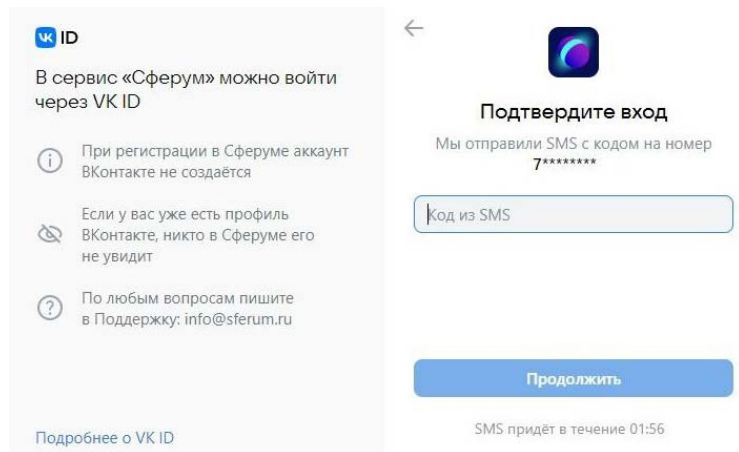 VK ID
В сервис «Сферум» можно войти
через VK ID
При регистрации в Сферуме аккаунт
ВКонтакте не создаётся
Если у вас уже есть профиль
ВКонтакте, никто в Сферуме его
не увидит
По любым вопросам пишите
в Поддержку: info@sferum.ru
Подробнее о VK ID
Подтвердите вход
Мы отправили SMS с кодом на номер
7********
Код из SMS
Продолжить
SMS придёт в течение 01:56